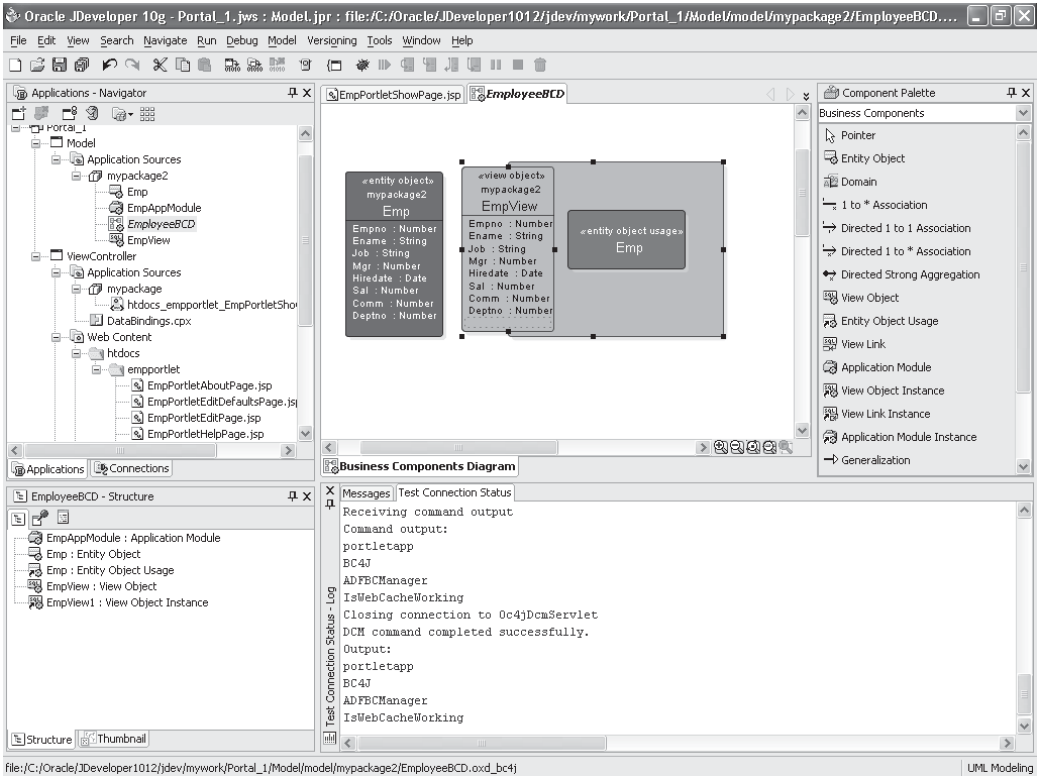 Oracle JDeveloper 10g - Portal_1.jws : Model.jpr : file:/C:/Oracle/JDeveloper1012/jdev/mywork/Portal_1/Model/model/mypackage2/EmployeeBCD....
File Edit View Search Navigate Run Debug Model Versioning Tools Window Help
Applications - Navigator
Portal_1
Model
Application Sources
mypackage2
Emp
EmpAppModule
EmployeeBCD
EmpView
ViewController
Application Sources
mypackage
htdocs_empportlet_EmpPortletSho
DataBindings.cpx
Web Content
htdocs
empportlet
EmpPortletAboutPage.jsp
EmpPortletEditDefaultsPage.js
EmpPortletEditPage.jsp
EmpPortletHelpPage.jsp
Applications Connections
EmpPortletShowPage.jsp EmployeeBCD
«entity object»
mypackage2
Emp
Empno : Number
Ename : String
Job : String
Mgr : Number
Hiredate : Date
Sal : Number
Comm : Number
Deptno : Number
«view object»
mypackage2
EmpView
Empno : Number
Ename : String
Job : String
Mgr : Number
Hiredate : Date
Sal : Number
Comm : Number
Deptno : Number
«entity object usage»
Emp
Business Components Diagram
Component Palette
Business Components
Pointer
Entity Object
Domain
1 to * Association
Directed 1 to 1 Association
Directed 1 to * Association
Directed Strong Aggregation
View Object
Entity Object Usage
View Link
Application Module
View Object Instance
View Link Instance
Application Module Instance
Generalization
EmployeeBCD - Structure
EmpAppModule : Application Module
Emp : Entity Object
Emp : Entity Object Usage
EmpView : View Object
EmpView1 : View Object Instance
Structure Thumbnail
Messages Test Connection Status
Test Connection Status - Log
Receiving command output
Command output:
portletapp
BC4J
ADFBCManager
IsWebCacheWorking
Closing connection to Oc4jDcmServlet
DCM command completed successfully.
Output:
portletapp
BC4J
ADFBCManager
IsWebCacheWorking
file:/C:/Oracle/JDeveloper1012/jdev/mywork/Portal_1/Model/model/mypackage2/EmployeeBCD.oxd_bc4j
UML Modeling